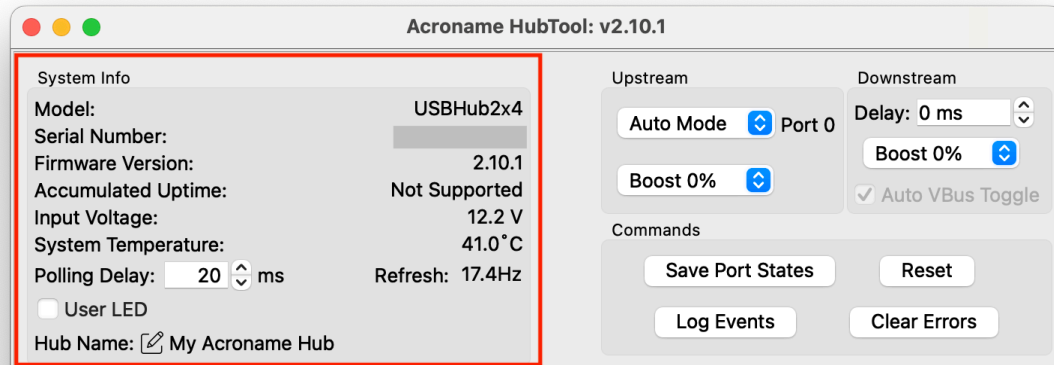 Acroname HubTool: v2.10.1
System Info
Model: USBHub2x4
Serial Number:
Firmware Version: 2.10.1
Accumulated Uptime: Not Supported
Input Voltage: 12.2 V
System Temperature: 41.0°C
Polling Delay: 20 ms Refresh: 17.4Hz
User LED
Hub Name: My Acroname Hub
Upstream
Auto Mode Port 0
Boost 0%
Downstream
Delay: 0 ms
Boost 0%
Auto VBus Toggle
Commands
Save Port States Reset
Log Events Clear Errors